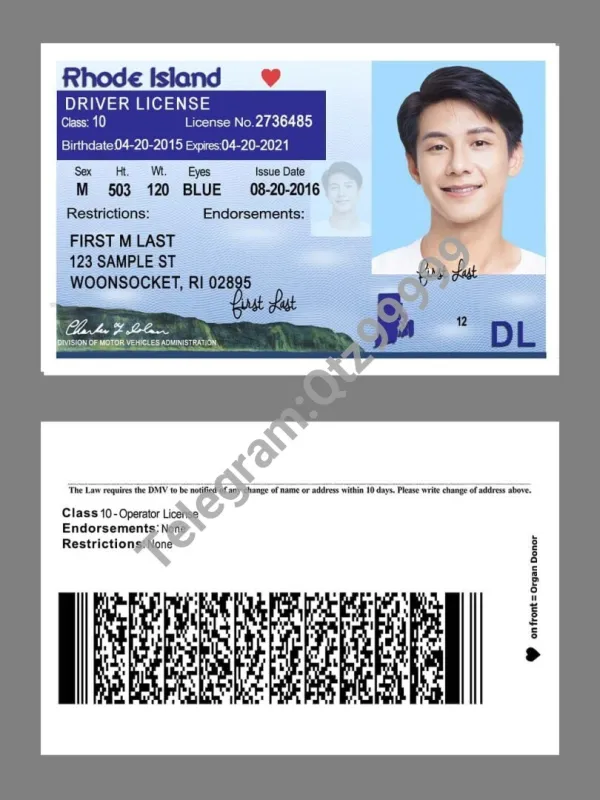 Rhode Island
DRIVER LICENSE
Class: 10 License No. 2736485
Birthdate 04-20-2015 Expires: 04-20-2021
Sex Ht. Wt. Eyes Issue Date
M 503 120 BLUE 08-20-2016
Restrictions: Endorsements:
FIRST M LAST
123 SAMPLE ST
WOONSOCKET, RI 02895
First Last
First Last
DIVISION OF MOTOR VEHICLES ADMINISTRATION
12
DL
Telegram:Qtz99999
The Law requires the DMV to be notified of any change of name or address within 10 days. Please write change of address above.
Class 10 - Operator License
Endorsements: None
Restrictions: None
on front = Organ Donor